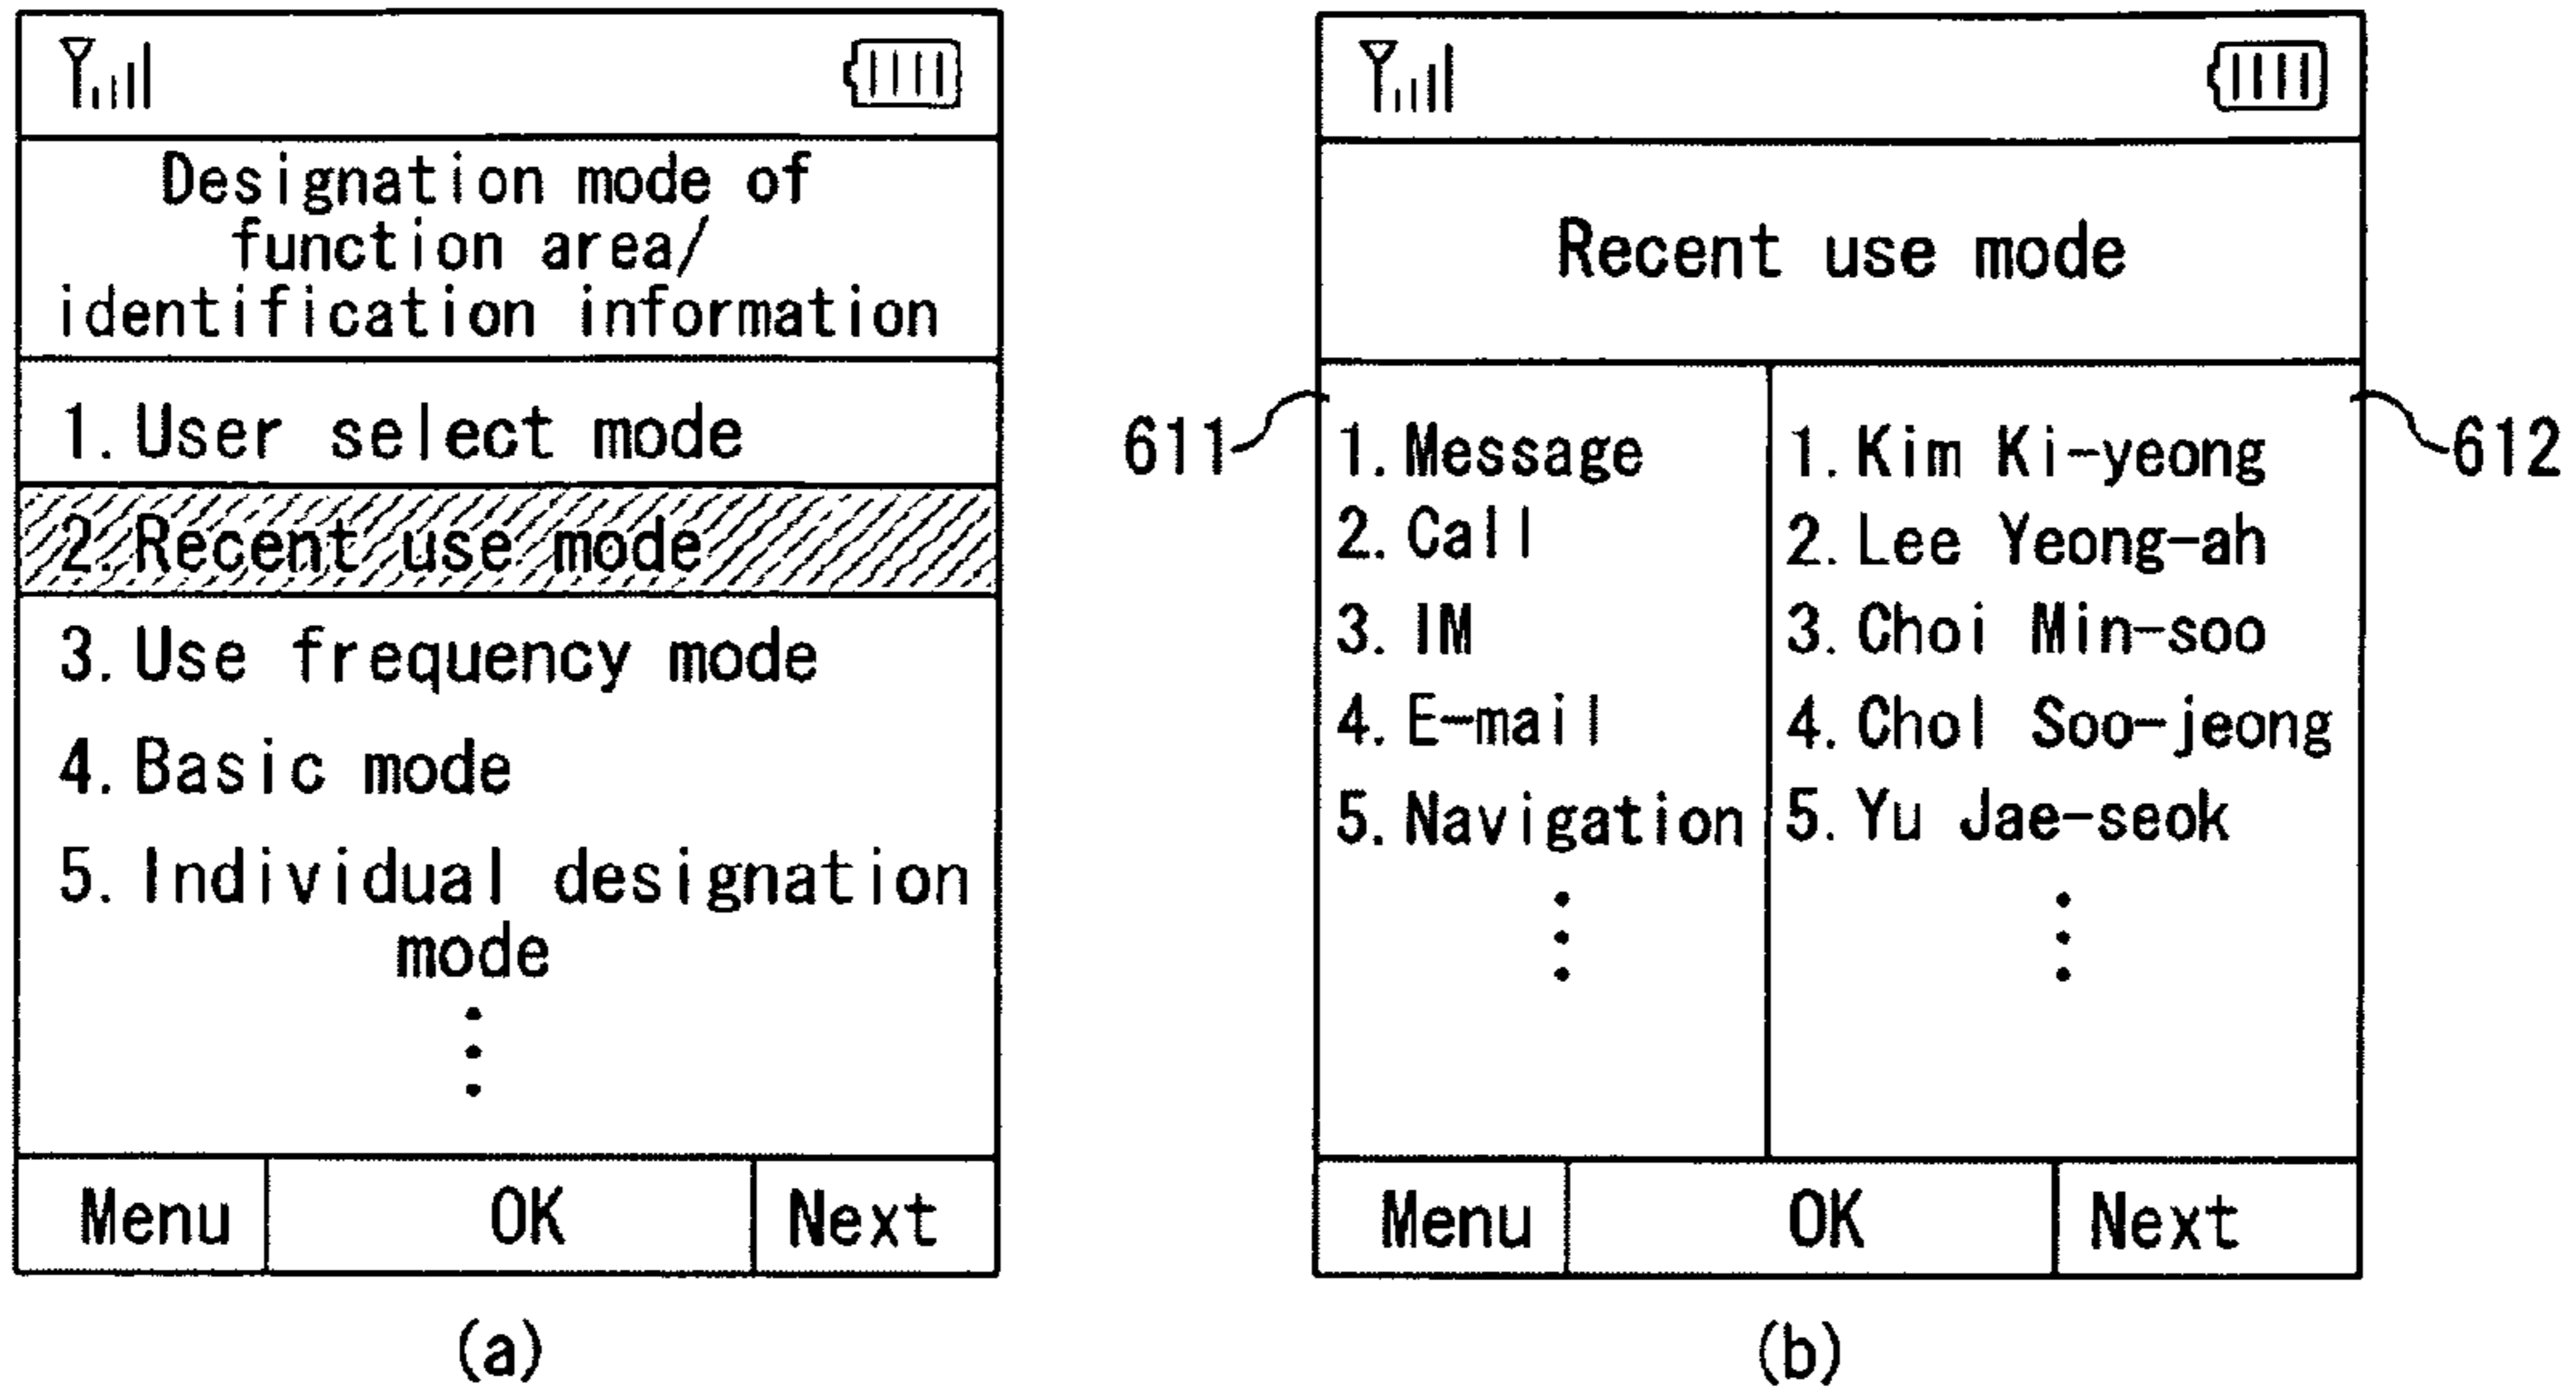 Designation mode of
function area/
identification information
1. User select mode
2. Recent use mode
3. Use frequency mode
4. Basic mode
5. Individual designation
mode
Menu OK Next
(a)
Recent use mode
611
1. Message
2. Call
3. IM
4. E-mail
5. Navigation
1. Kim Ki-yeong
2. Lee Yeong-ah
3. Choi Min-soo
4. Chol Soo-jeong
5. Yu Jae-seok
612
Menu OK Next
(b)